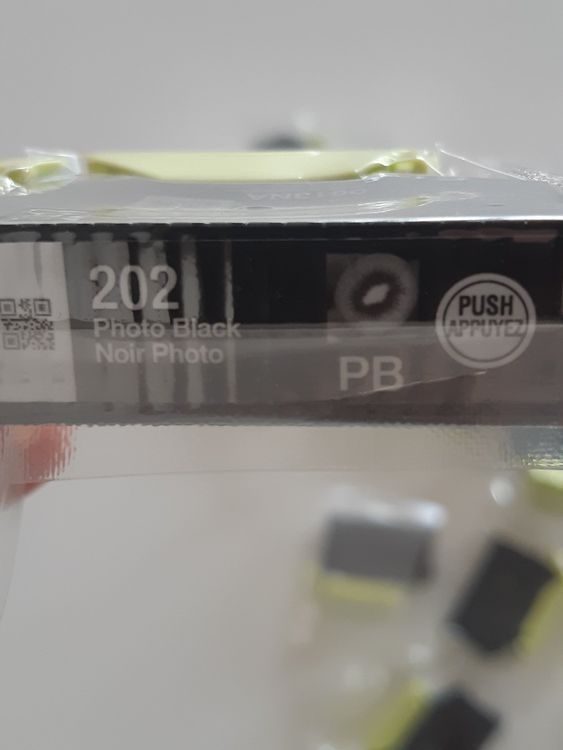 202
Photo Black
Noir Photo
PB
PUSH
APPUYEZ